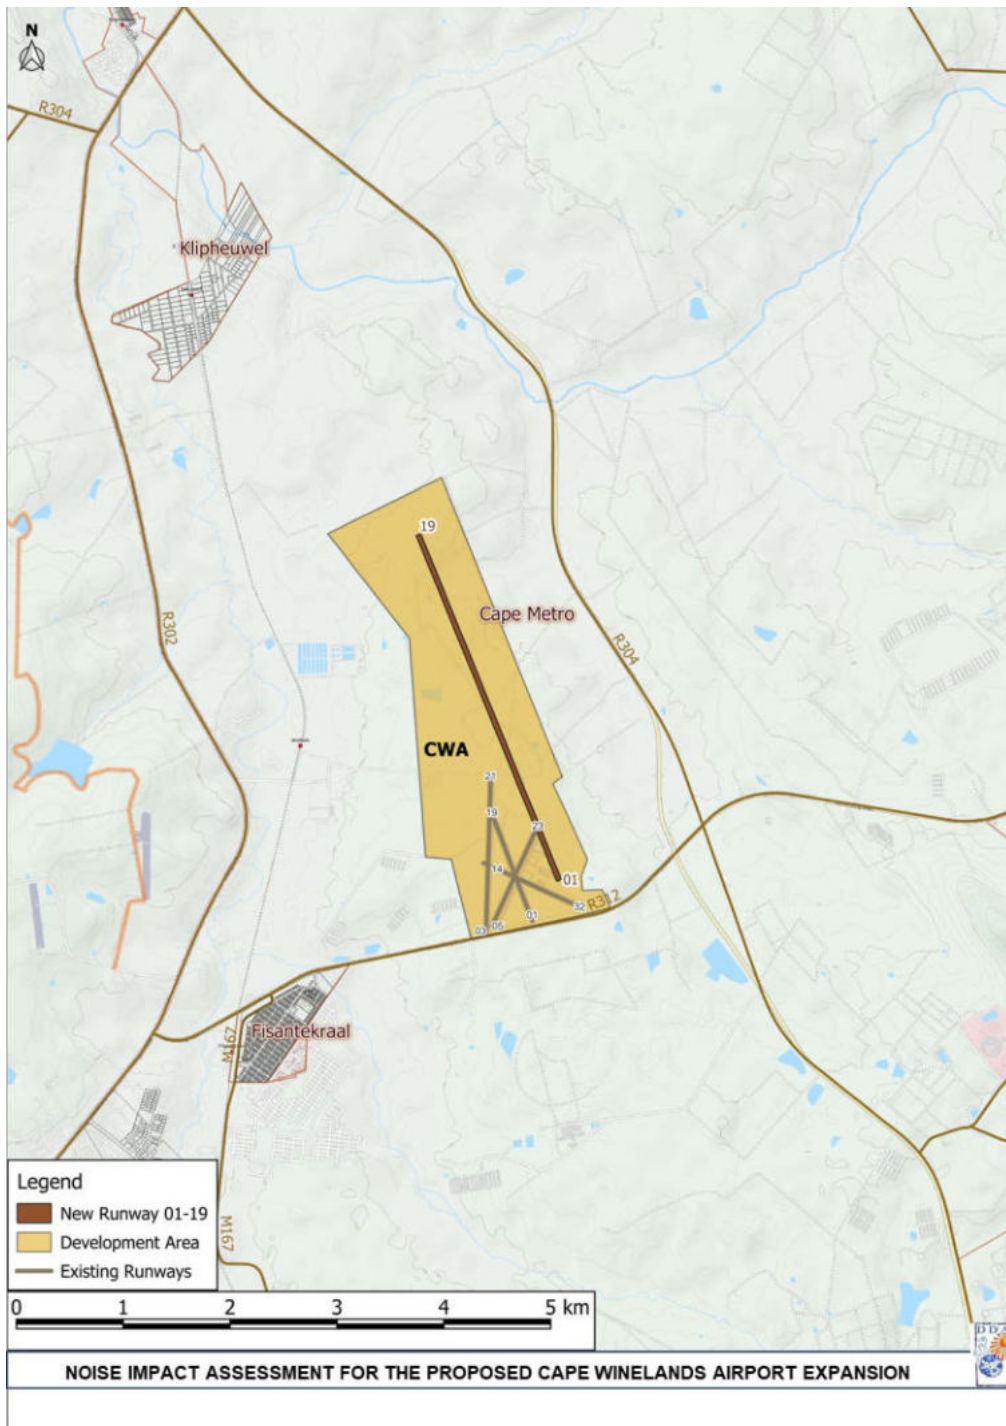 N
R304
Klipheuwel
19
Cape Metro
R302
R304
CWA
21
19
23
14
01
32
R312
03
05
01
Fisantekraal
M167
Legend
New Runway 01-19
Development Area
Existing Runways
M167
0 1 2 3 4 5 km
DDA
NOISE IMPACT ASSESSMENT FOR THE PROPOSED CAPE WINELANDS AIRPORT EXPANSION